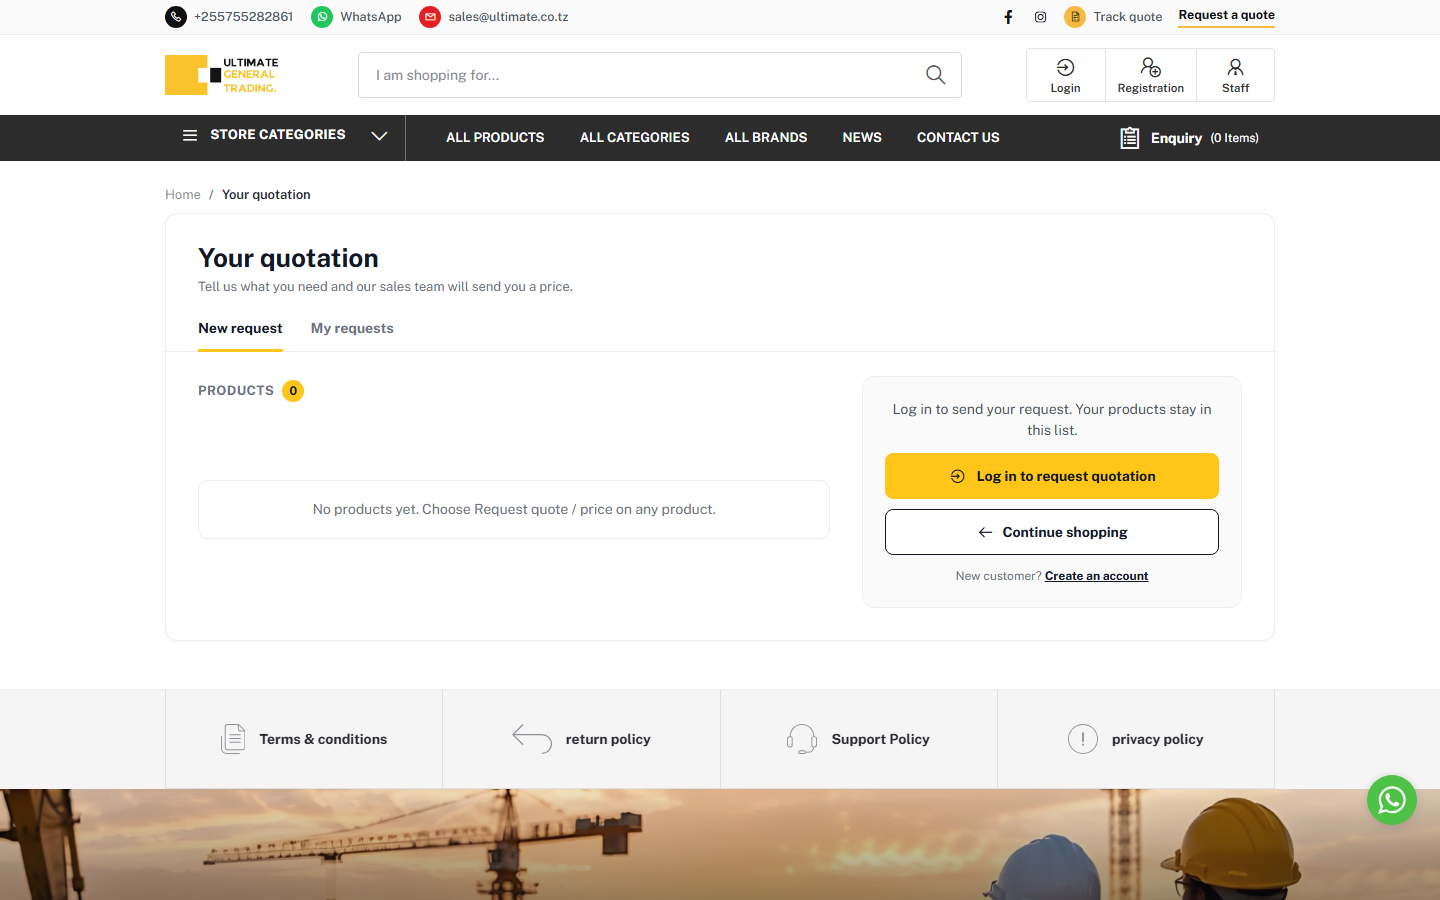 +255755282861
WhatsApp
sales@ultimate.co.tz
Track quote
Request a quote
ULTIMATE
GENERAL
TRADING.
I am shopping for...
Login
Registration
Staff
STORE CATEGORIES
ALL PRODUCTS
ALL CATEGORIES
ALL BRANDS
NEWS
CONTACT US
Enquiry (0 Items)
Home / Your quotation
Your quotation
Tell us what you need and our sales team will send you a price.
New request
My requests
PRODUCTS 0
No products yet. Choose Request quote / price on any product.
Log in to send your request. Your products stay in
this list.
Log in to request quotation
Continue shopping
New customer? Create an account
Terms & conditions
return policy
Support Policy
privacy policy